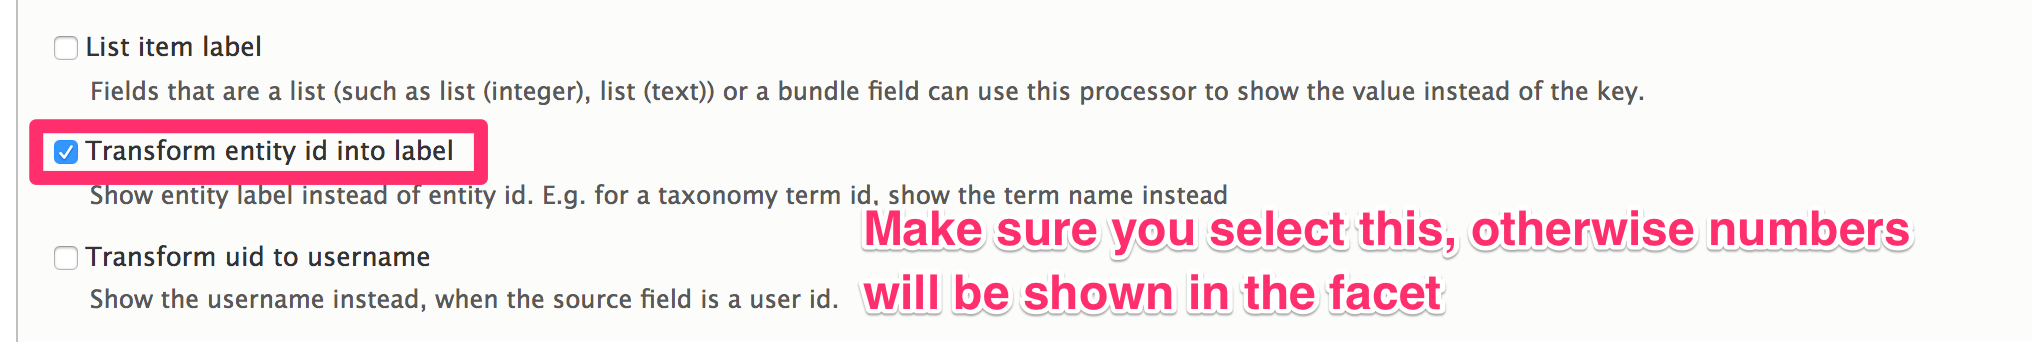 List item label
Fields that are a list (such as list (integer), list (text)) or a bundle field can use this processor to show the value instead of the key.
Transform entity id into label
Show entity label instead of entity id. E.g. for a taxonomy term id, show the term name instead
Make sure you select this, otherwise numbers
will be shown in the facet
Transform uid to username
Show the username instead, when the source field is a user id.